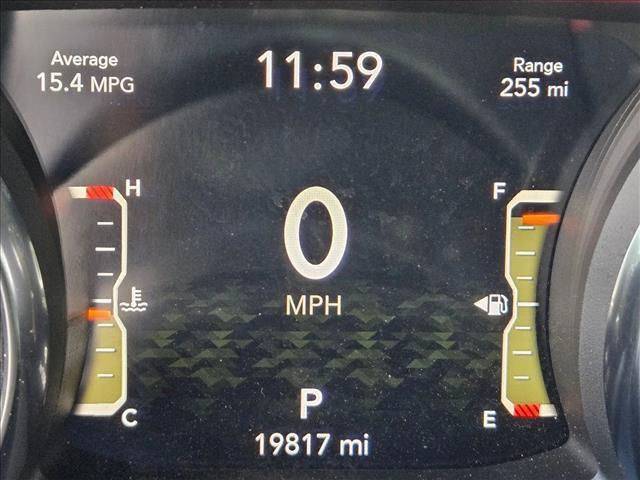 Average
15.4 MPG
11:59
Range
255 mi
H
F
0
MPH
C
E
P
19817 mi